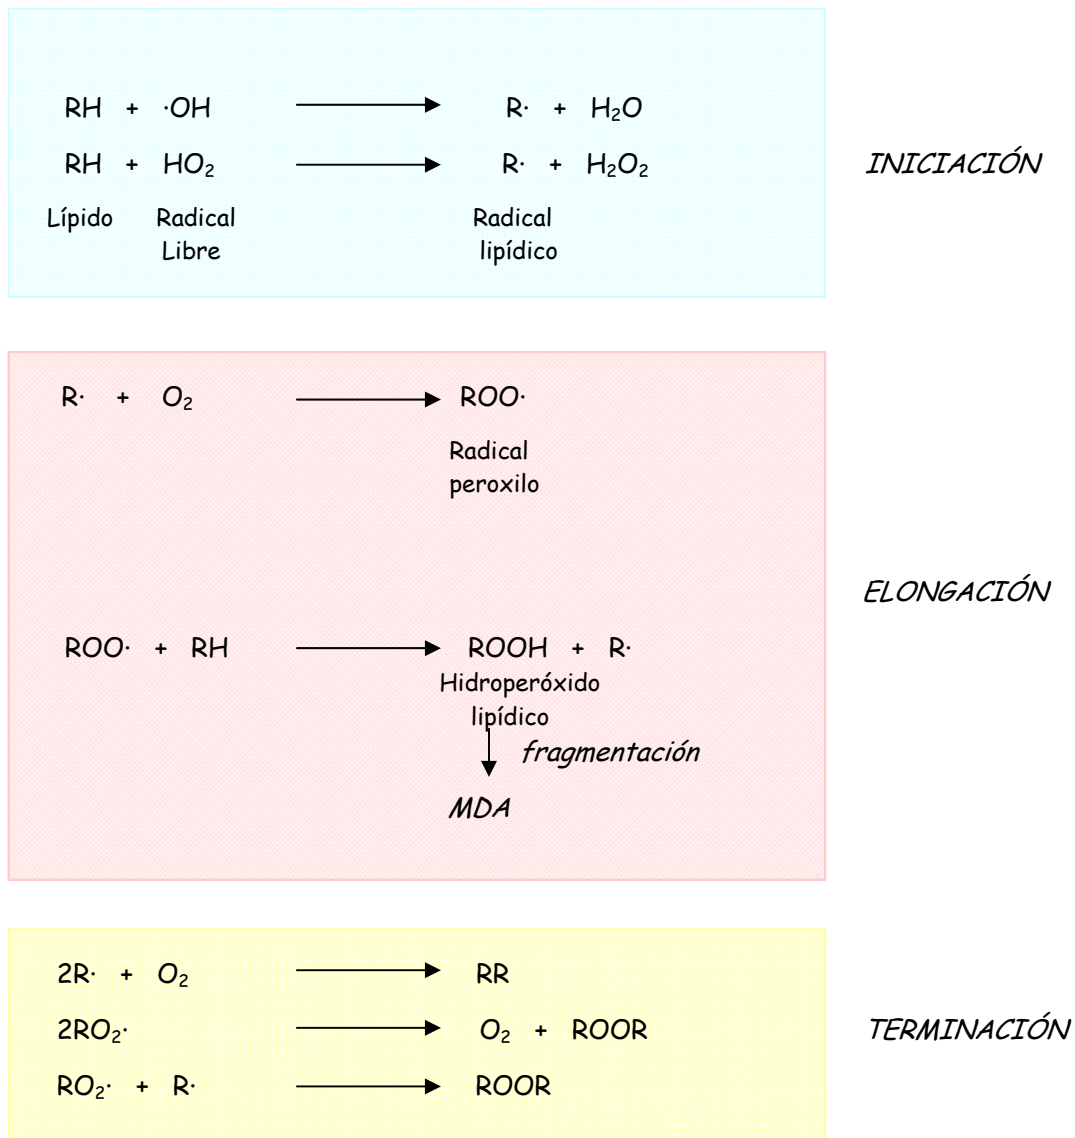 RH + ·OH → R· + H₂O
RH + HO₂ → R· + H₂O₂
INICIACIÓN
Lípido Radical Radical
Libre lipídico
R· + O₂ → ROO·
Radical
peroxilo
ELONGACIÓN
ROO· + RH → ROOH + R·
Hidroperóxido
lipídico
fragmentación
MDA
2R· + O₂ → RR
2RO₂· → O₂ + ROOR
TERMINACIÓN
RO₂· + R· → ROOR